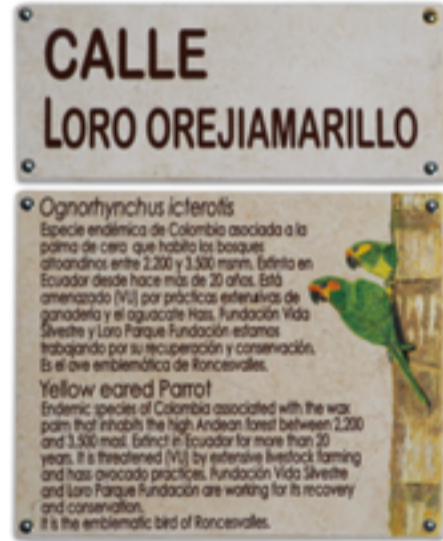 CALLE
LORO OREJIAMARILLO
Ognorhynchus icterotis
Especie endémica de Colombia asociada a la
palma de cera que habita los bosques
altoandinos entre 2.200 y 3.500 msnm. Extinta en
Ecuador desde hace más de 20 años. Está
amenazado (VU) por prácticas extensivas de
ganadería y el aguacate Hass. Fundación Vida
Silvestre y Loro Parque Fundación estamos
trabajando por su recuperación y conservación.
Es el ave emblemática de Roncesvalles.
Yellow eared Parrot
Endemic species of Colombia associated with the wax
palm that inhabits the high Andean forest between 2,200
and 3,500 masl. Extinct in Ecuador for more than 20
years. It is threatened (VU) by extensive livestock farming
and hass avocado practices. Fundación Vida Silvestre
and Loro Parque Fundación are working for its recovery
and conservation.
It is the emblematic bird of Roncesvalles.